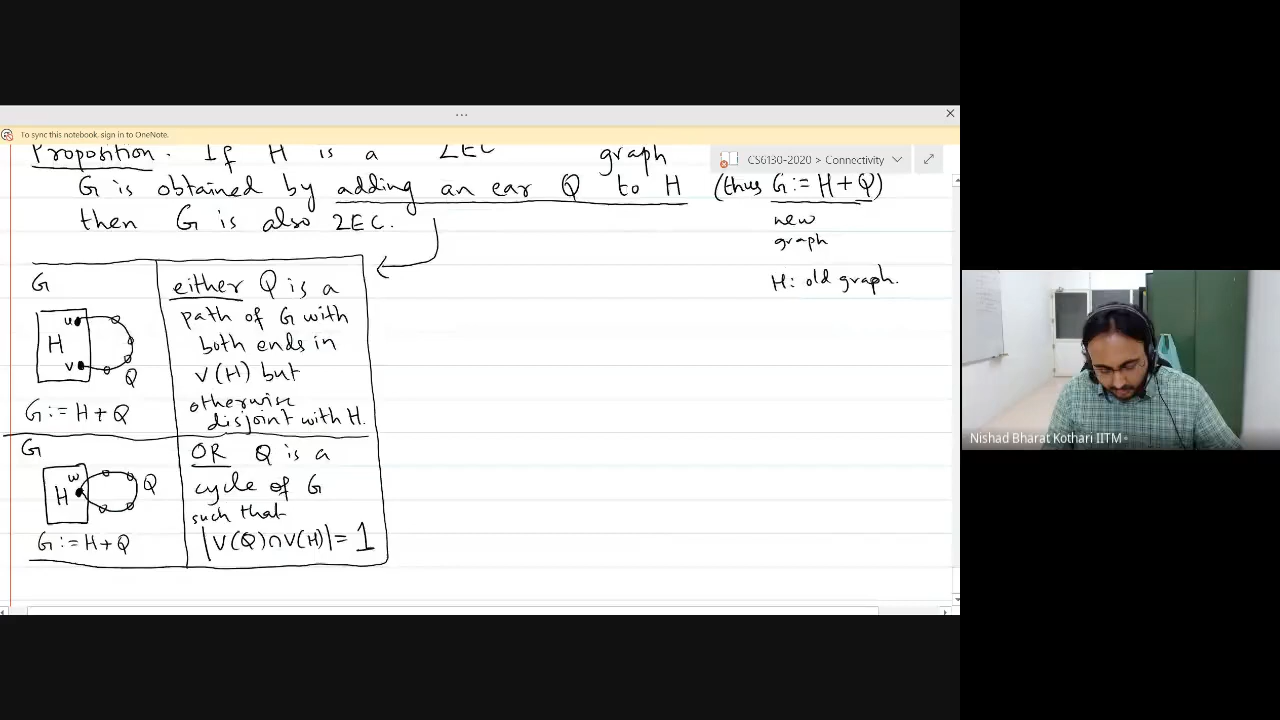 ...
To sync this notebook, sign in to OneNote.
CS6130-2020 > Connectivity
Proposition. If H is a 2EC graph
G is obtained by adding an ear Q to H (thus G := H + Q)
then G is also 2EC.
new
graph
H: old graph.
G
u
H
v
Q
G := H + Q
either Q is a
path of G with
both ends in
V(H) but
otherwise
disjoint with H.
G
w
H
Q
G := H + Q
OR Q is a
cycle of G
such that
|V(Q)∩V(H)| = 1
Nishad Bharat Kothari IITM